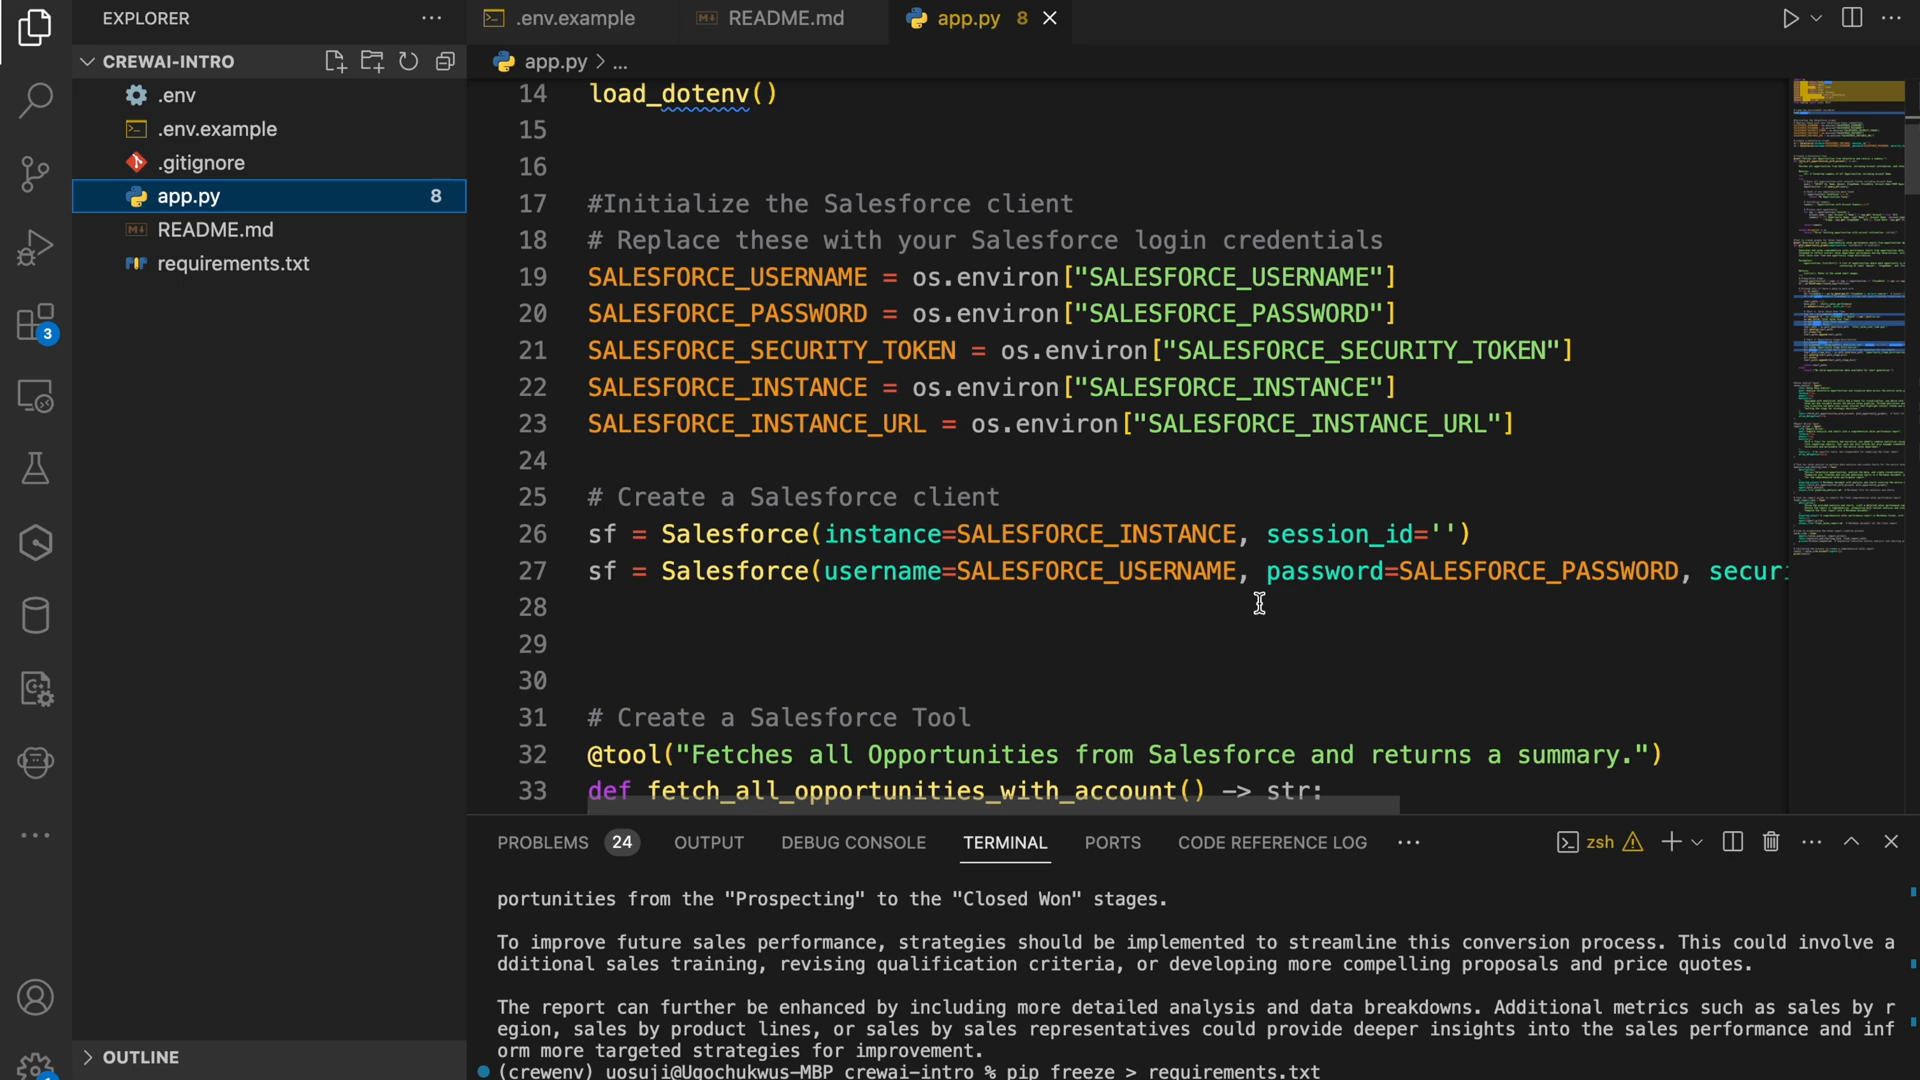 EXPLORER
CREWAI-INTRO
.env
.env.example
.gitignore
app.py 8
README.md
requirements.txt
OUTLINE
3
.env.example README.md app.py 8
app.py > ...
14 load_dotenv()
15
16
17 #Initialize the Salesforce client
18 # Replace these with your Salesforce login credentials
19 SALESFORCE_USERNAME = os.environ["SALESFORCE_USERNAME"]
20 SALESFORCE_PASSWORD = os.environ["SALESFORCE_PASSWORD"]
21 SALESFORCE_SECURITY_TOKEN = os.environ["SALESFORCE_SECURITY_TOKEN"]
22 SALESFORCE_INSTANCE = os.environ["SALESFORCE_INSTANCE"]
23 SALESFORCE_INSTANCE_URL = os.environ["SALESFORCE_INSTANCE_URL"]
24
25 # Create a Salesforce client
26 sf = Salesforce(instance=SALESFORCE_INSTANCE, session_id='')
27 sf = Salesforce(username=SALESFORCE_USERNAME, password=SALESFORCE_PASSWORD, securi
28
29
30
31 # Create a Salesforce Tool
32 @tool("Fetches all Opportunities from Salesforce and returns a summary.")
33 def fetch_all_opportunities_with_account() -> str:
PROBLEMS 24 OUTPUT DEBUG CONSOLE TERMINAL PORTS CODE REFERENCE LOG zsh
portunities from the "Prospecting" to the "Closed Won" stages.
To improve future sales performance, strategies should be implemented to streamline this conversion process. This could involve a
dditional sales training, revising qualification criteria, or developing more compelling proposals and price quotes.
The report can further be enhanced by including more detailed analysis and data breakdowns. Additional metrics such as sales by r
egion, sales by product lines, or sales by sales representatives could provide deeper insights into the sales performance and inf
orm more targeted strategies for improvement.
(crewenv) uosuji@Ugochukwus-MBP crewai-intro % pip freeze > requirements.txt